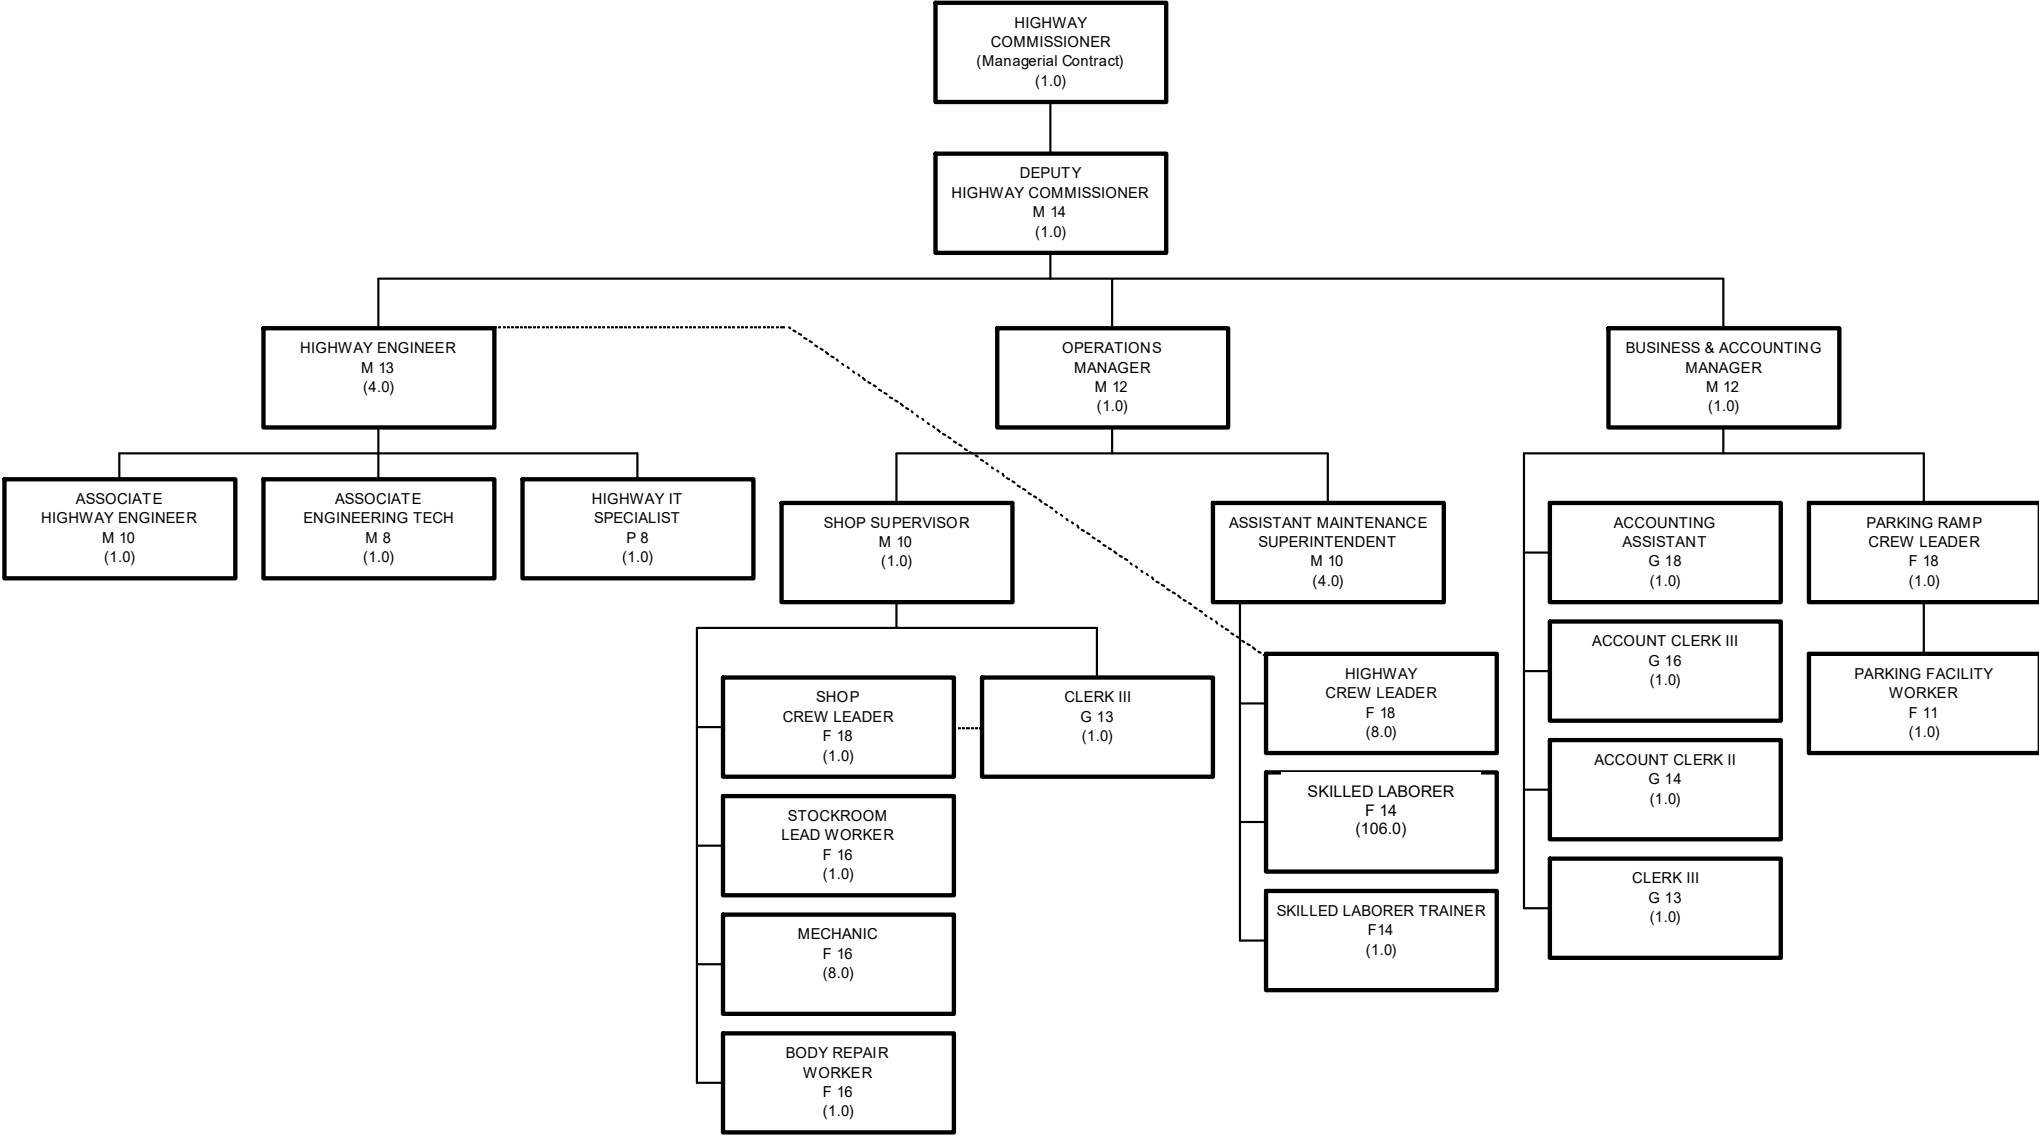 HIGHWAY
COMMISSIONER
(Managerial Contract)
(1.0)
DEPUTY
HIGHWAY COMMISSIONER
M 14
(1.0)
HIGHWAY ENGINEER
M 13
(4.0)
OPERATIONS
MANAGER
M 12
(1.0)
BUSINESS & ACCOUNTING
MANAGER
M 12
(1.0)
ASSOCIATE
HIGHWAY ENGINEER
M 10
(1.0)
ASSOCIATE
ENGINEERING TECH
M 8
(1.0)
HIGHWAY IT
SPECIALIST
P 8
(1.0)
SHOP SUPERVISOR
M 10
(1.0)
ASSISTANT MAINTENANCE
SUPERINTENDENT
M 10
(4.0)
ACCOUNTING
ASSISTANT
G 18
(1.0)
PARKING RAMP
CREW LEADER
F 18
(1.0)
SHOP
CREW LEADER
F 18
(1.0)
CLERK III
G 13
(1.0)
HIGHWAY
CREW LEADER
F 18
(8.0)
ACCOUNT CLERK III
G 16
(1.0)
PARKING FACILITY
WORKER
F 11
(1.0)
STOCKROOM
LEAD WORKER
F 16
(1.0)
SKILLED LABORER
F 14
(106.0)
ACCOUNT CLERK II
G 14
(1.0)
MECHANIC
F 16
(8.0)
SKILLED LABORER TRAINER
F14
(1.0)
CLERK III
G 13
(1.0)
BODY REPAIR
WORKER
F 16
(1.0)